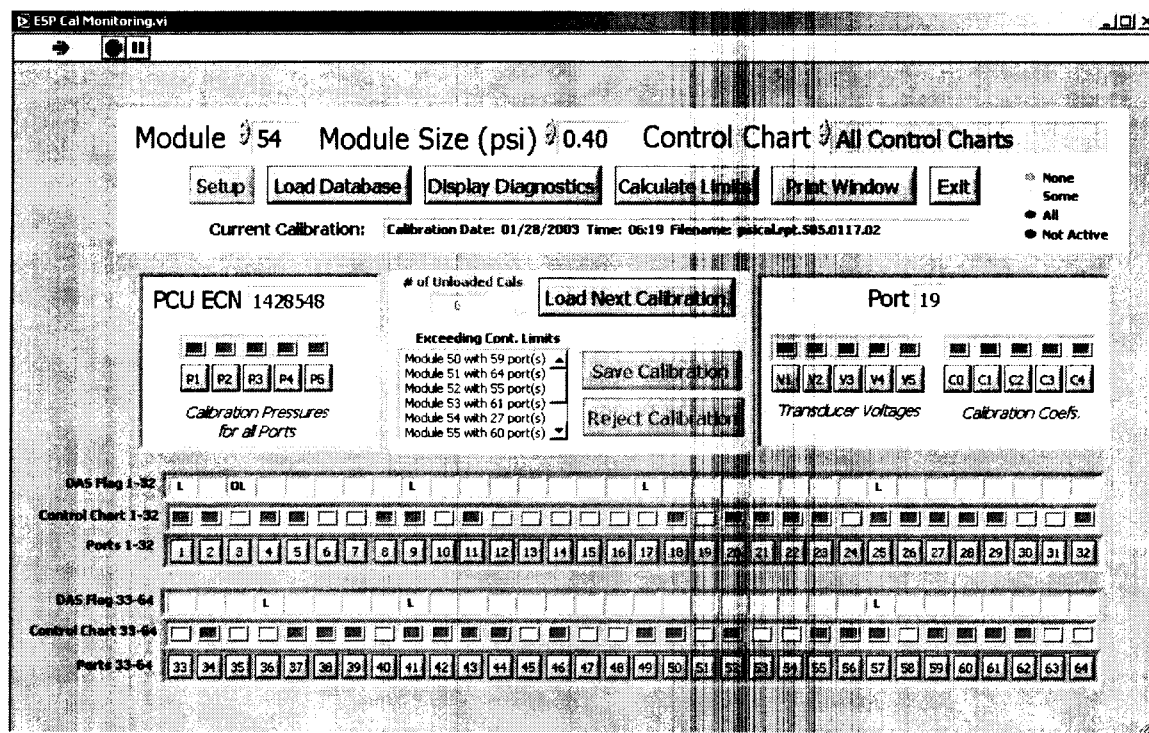 ESP Cal Monitoring.vi
Module 54 Module Size (psi) 0.40 Control Chart All Control Charts
Setup Load Database Display Diagnostics Calculate Limits Print Window Exit
None
Some
All
Not Active
Current Calibration: Calibration Date: 01/28/2003 Time: 06:19 Filename: psical.rpt.S05.0117.02
PCU ECN 1428548
P1 P2 P3 P4 P5
Calibration Pressures
for all Ports
# of Unloaded Cals
6
Load Next Calibration
Exceeding Cont. Limits
Module 50 with 59 port(s)
Module 51 with 64 port(s)
Module 52 with 55 port(s)
Module 53 with 61 port(s)
Module 54 with 27 port(s)
Module 55 with 60 port(s)
Save Calibration
Reject Calibration
Port 19
V1 V2 V3 V4 V5
Transducer Voltages
C0 C1 C2 C3 C4
Calibration Coefs.
DAS Flag 1-32 L OL L L L
Control Chart 1-32
Ports 1-32 1 2 3 4 5 6 7 8 9 10 11 12 13 14 15 16 17 18 19 20 21 22 23 24 25 26 27 28 29 30 31 32
DAS Flag 33-64 L L L
Control Chart 33-64
Ports 33-64 33 34 35 36 37 38 39 40 41 42 43 44 45 46 47 48 49 50 51 52 53 54 55 56 57 58 59 60 61 62 63 64